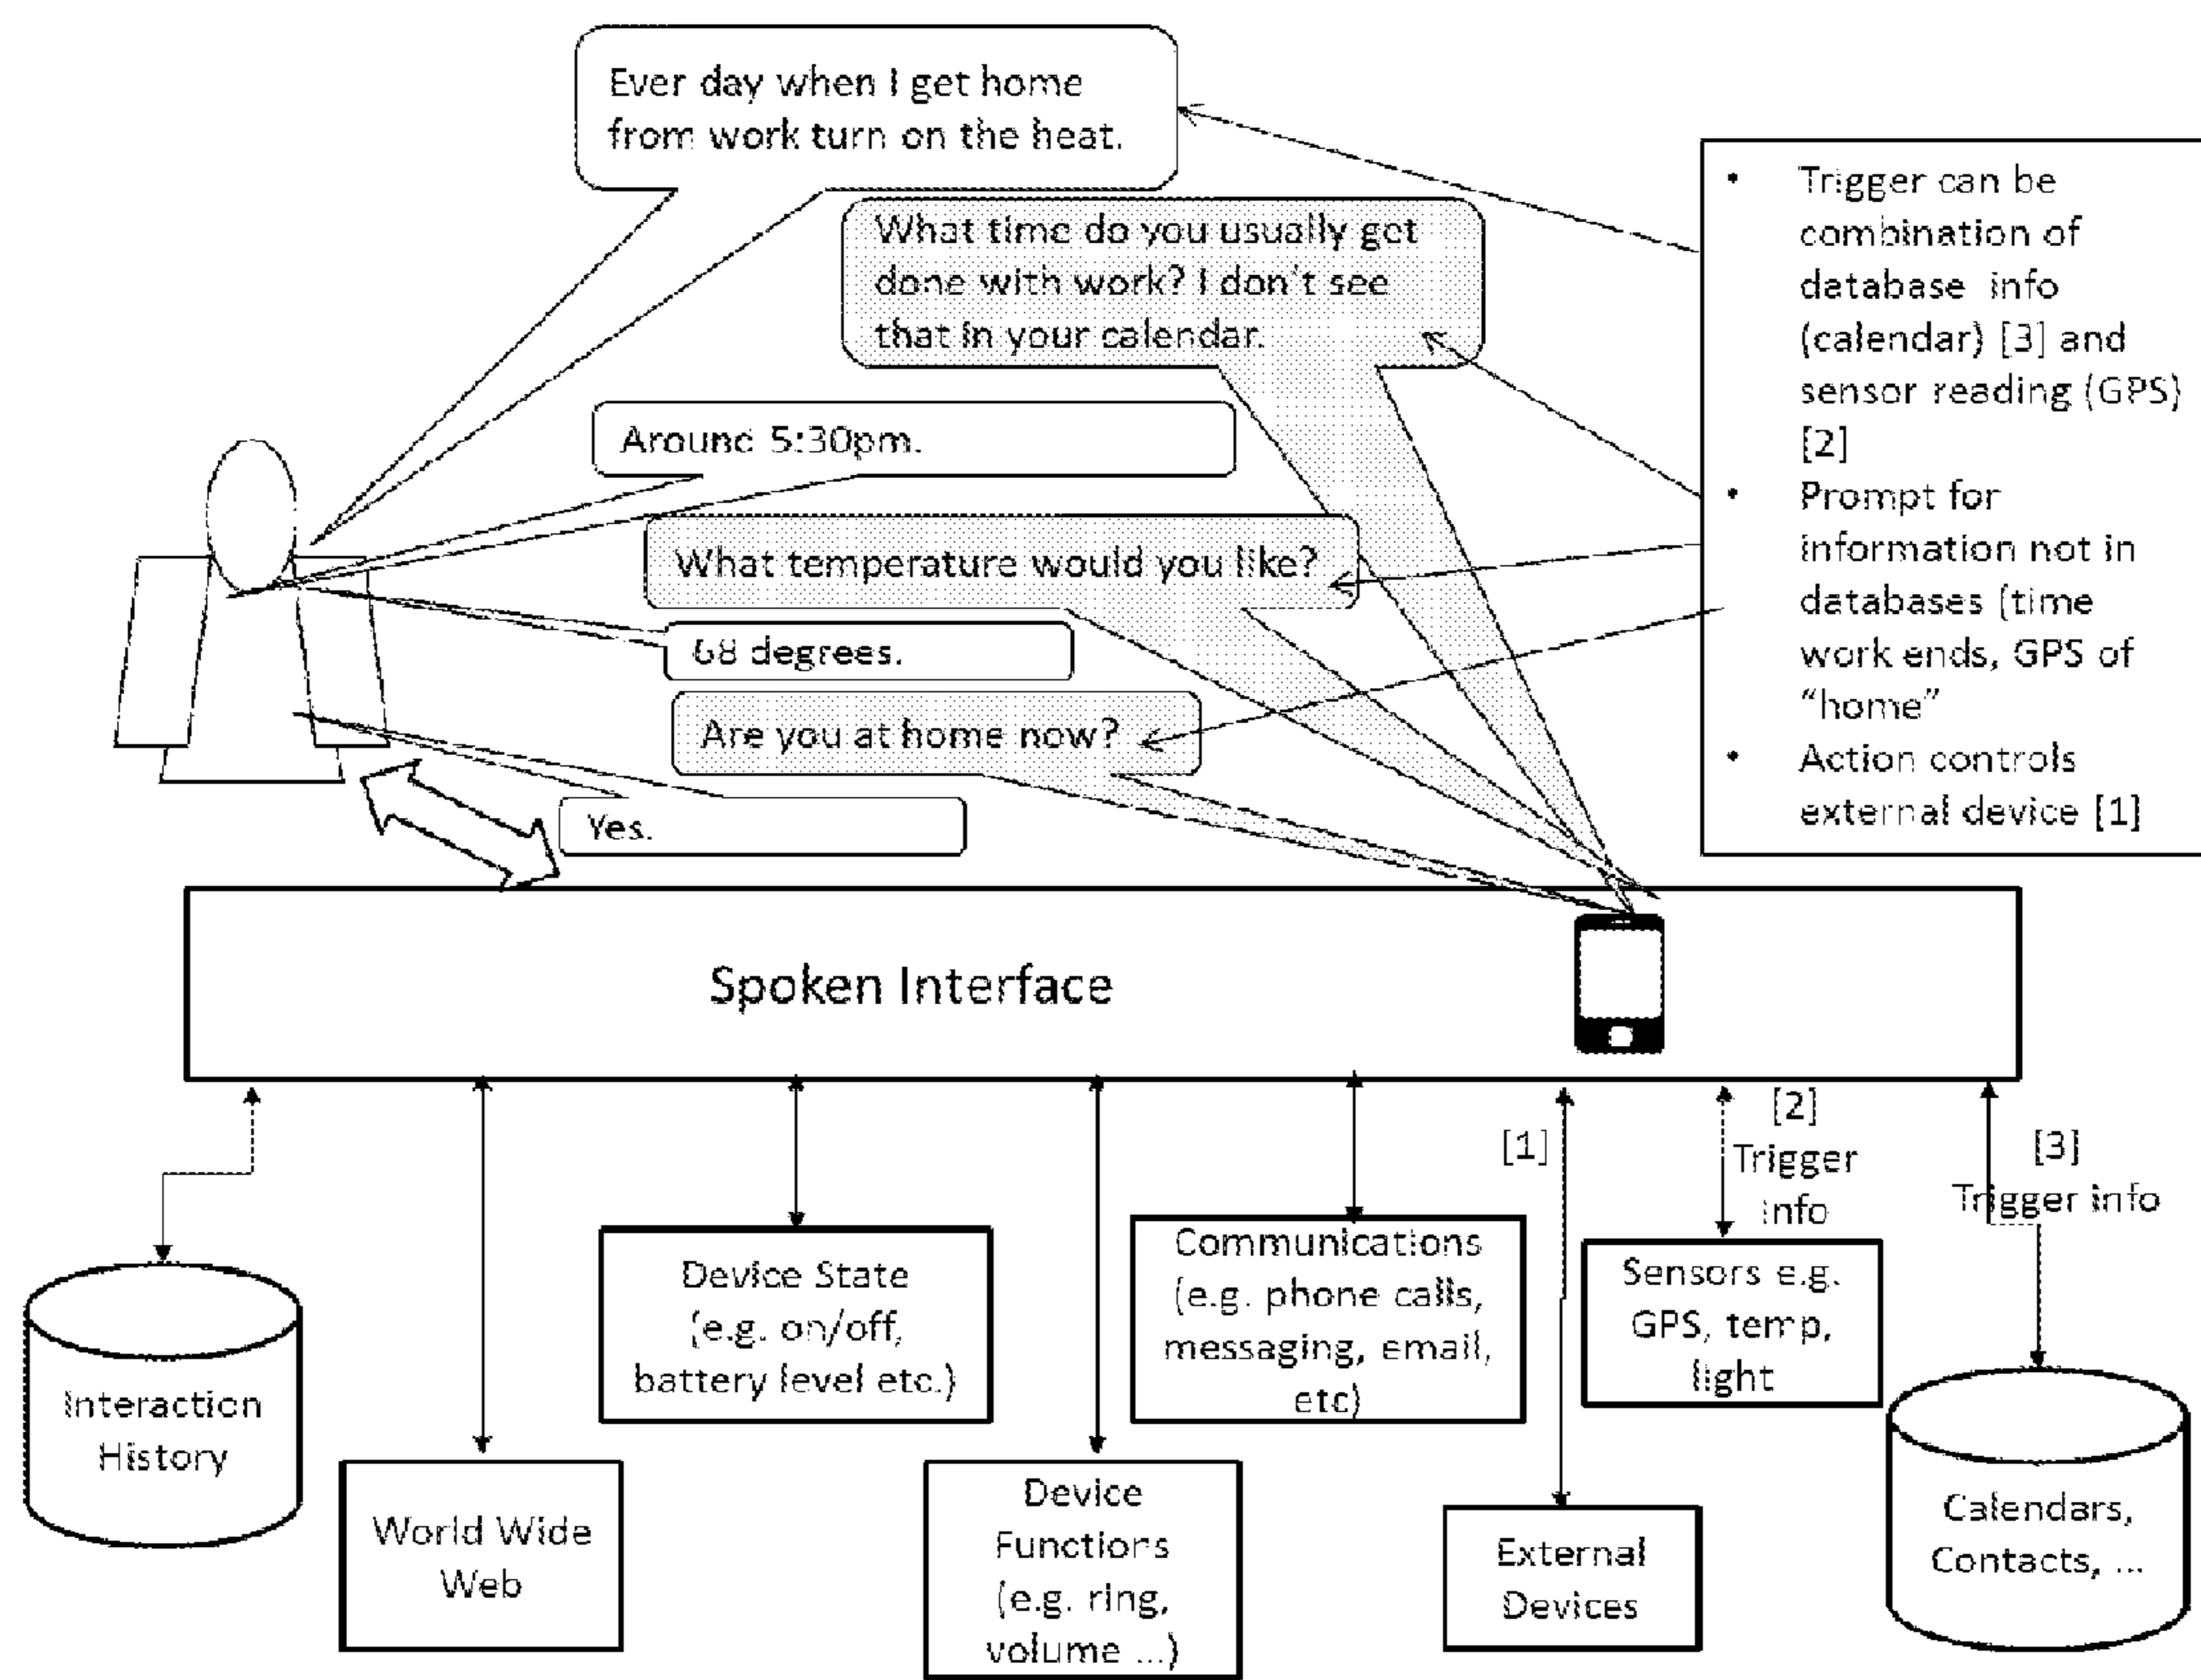 Ever day when I get home
from work turn on the heat.
What time do you usually get
done with work? I don't see
that in your calendar.
Around 5:30pm.
What temperature would you like?
68 degrees.
Are you at home now?
Yes.
• Trigger can be
combination of
database info
(calendar) [3] and
sensor reading (GPS)
[2]
• Prompt for
information not in
databases (time
work ends, GPS of
“home”
• Action controls
external device [1]
Spoken Interface
[1]
[2]
Trigger
info
[3]
Trigger info
Interaction
History
World Wide
Web
Device State
(e.g. on/off,
battery level etc.)
Device
Functions
(e.g. ring,
volume ...)
Communications
(e.g. phone calls,
messaging, email,
etc)
External
Devices
Sensors e.g.
GPS, temp,
light
Calendars,
Contacts, ...